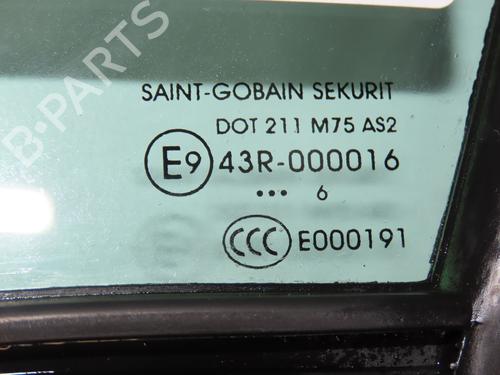 B-PARTS
SAINT-GOBAIN SEKURIT
DOT 211 M75 AS2
E9 43R-000016
••• 6
CCC E000191